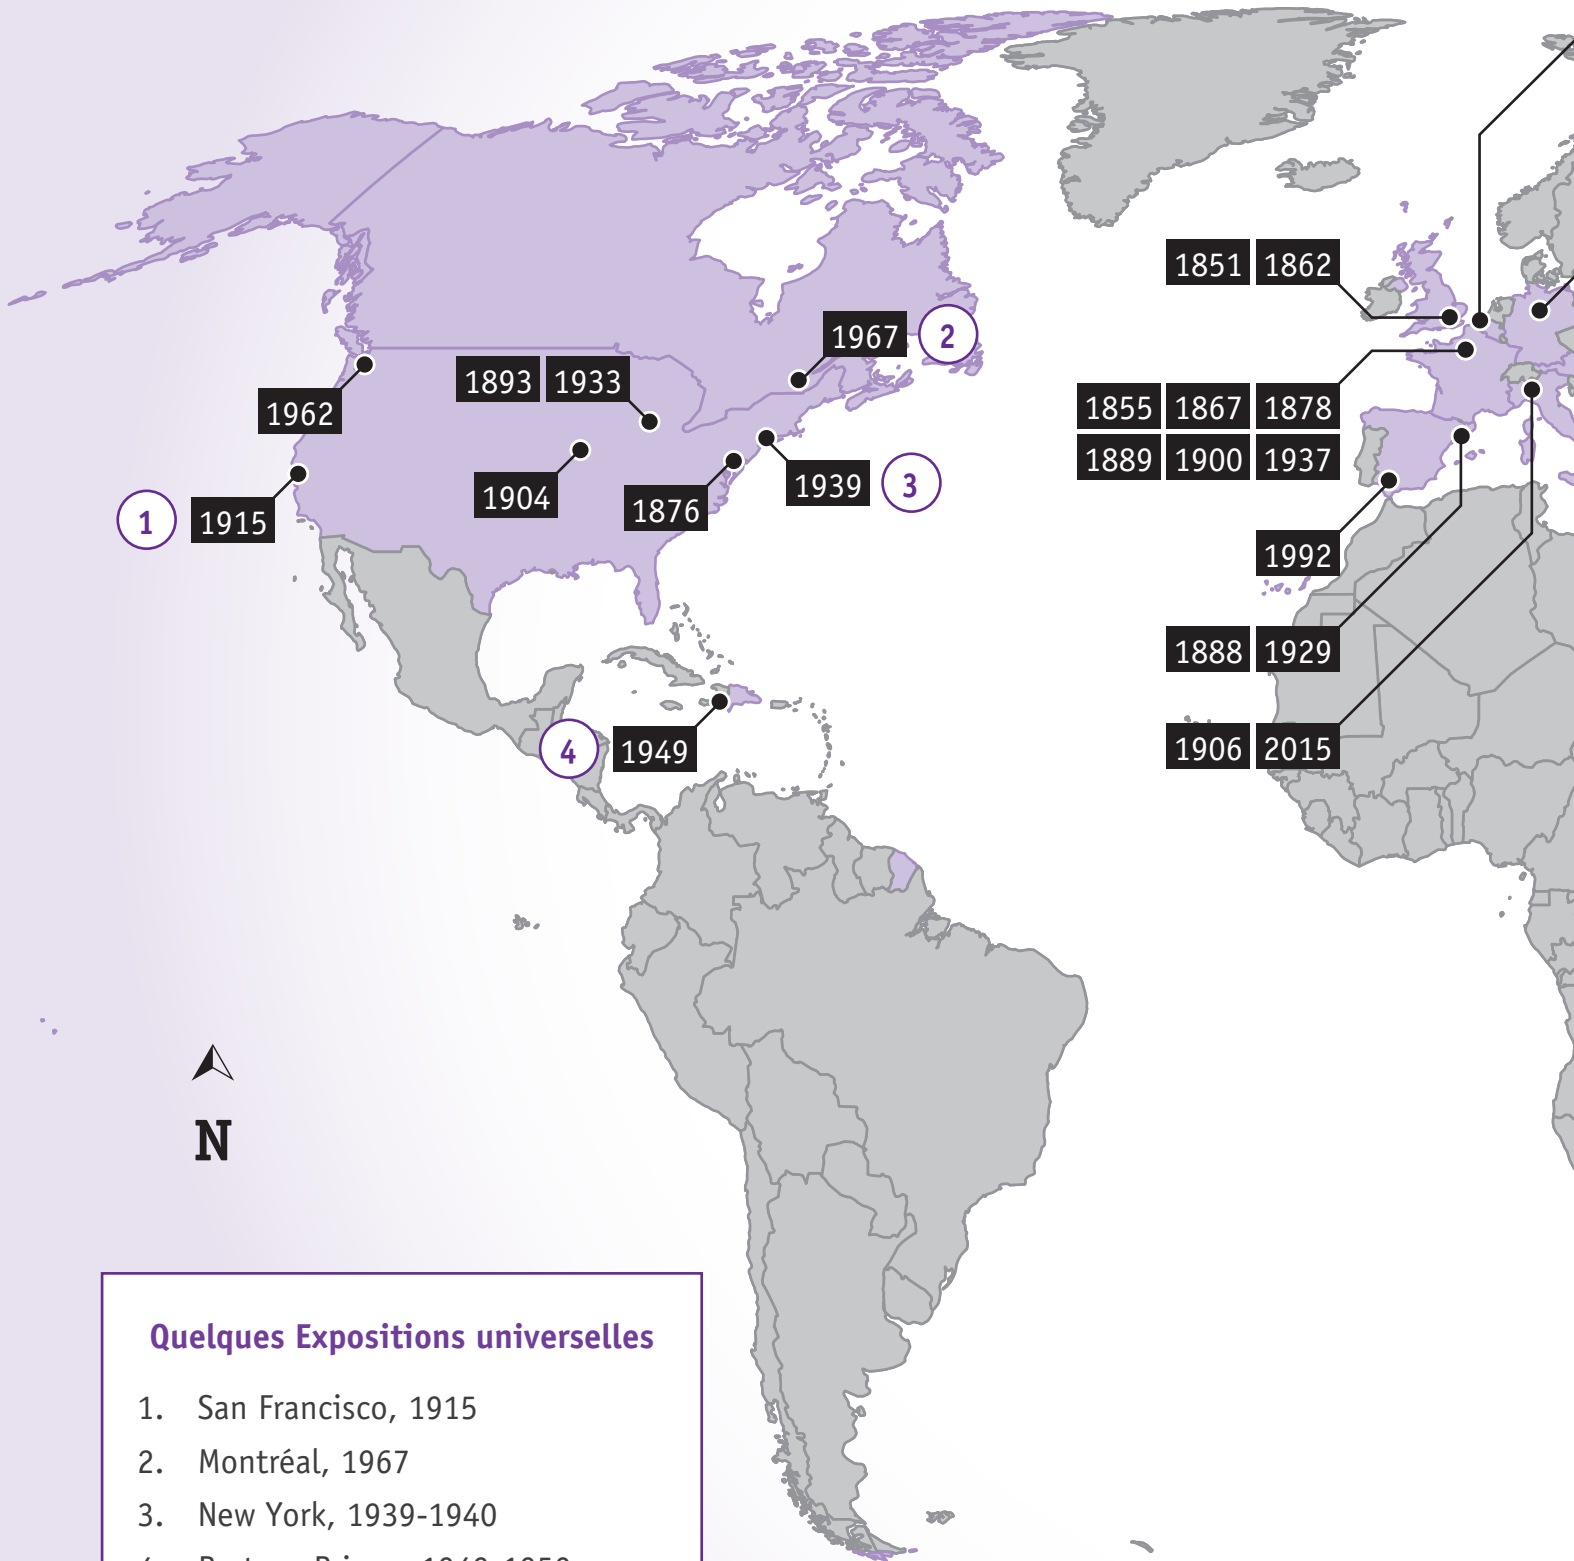 1851 1862
1967 2
1893 1933
1962
1855 1867 1878
1889 1900 1937
1904
1876
1939 3
1 1915
1992
1888 1929
4 1949
1906 2015
N
Quelques Expositions universelles
1. San Francisco, 1915
2. Montréal, 1967
3. New York, 1939-1940